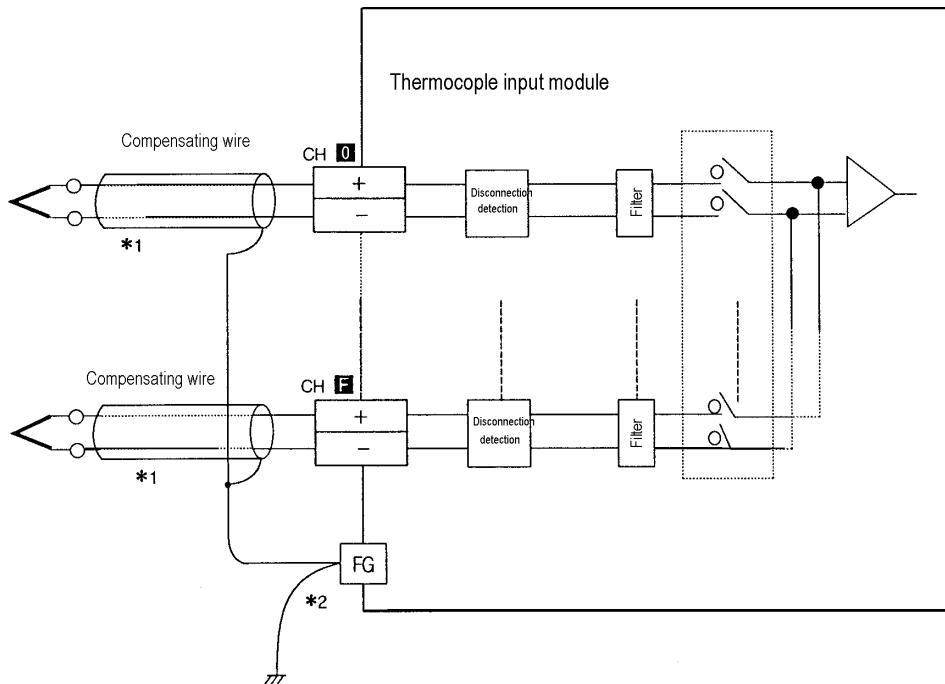 Thermocople input module
Compensating wire
CH 0
+
−
Disconnection
detection
Filter
*1
Compensating wire
CH F
+
−
Disconnection
detection
Filter
*1
FG
*2